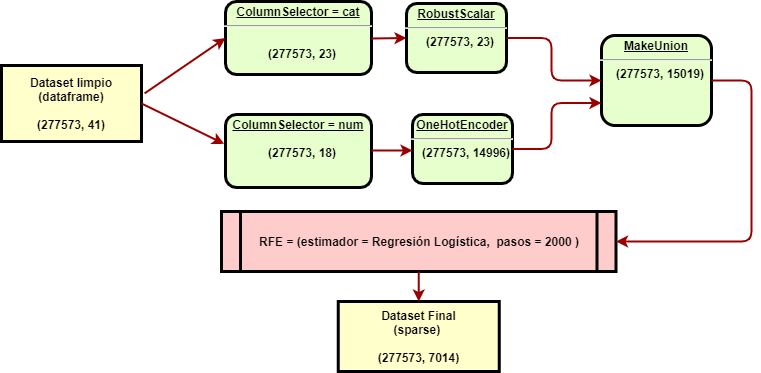 ColumnSelector = cat
(277573, 23)
RobustScalar
(277573, 23)
MakeUnion
(277573, 15019)
Dataset limpio
(dataframe)
(277573, 41)
ColumnSelector = num
(277573, 18)
OneHotEncoder
(277573, 14996)
RFE = (estimador = Regresión Logística, pasos = 2000 )
Dataset Final
(sparse)
(277573, 7014)